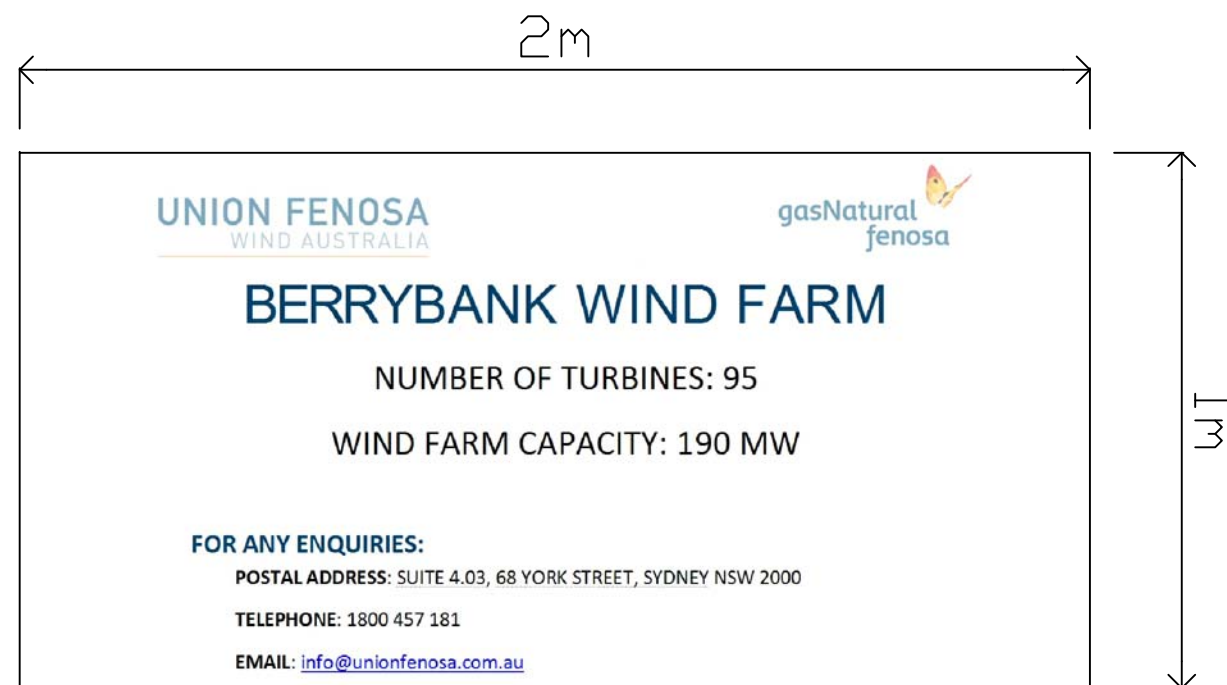 2m
UNION FENOSA
WIND AUSTRALIA
gasNatural
fenosa
BERRYBANK WIND FARM
NUMBER OF TURBINES: 95
WIND FARM CAPACITY: 190 MW
1m
FOR ANY ENQUIRIES:
POSTAL ADDRESS: SUITE 4.03, 68 YORK STREET, SYDNEY NSW 2000
TELEPHONE: 1800 457 181
EMAIL: info@unionfenosa.com.au